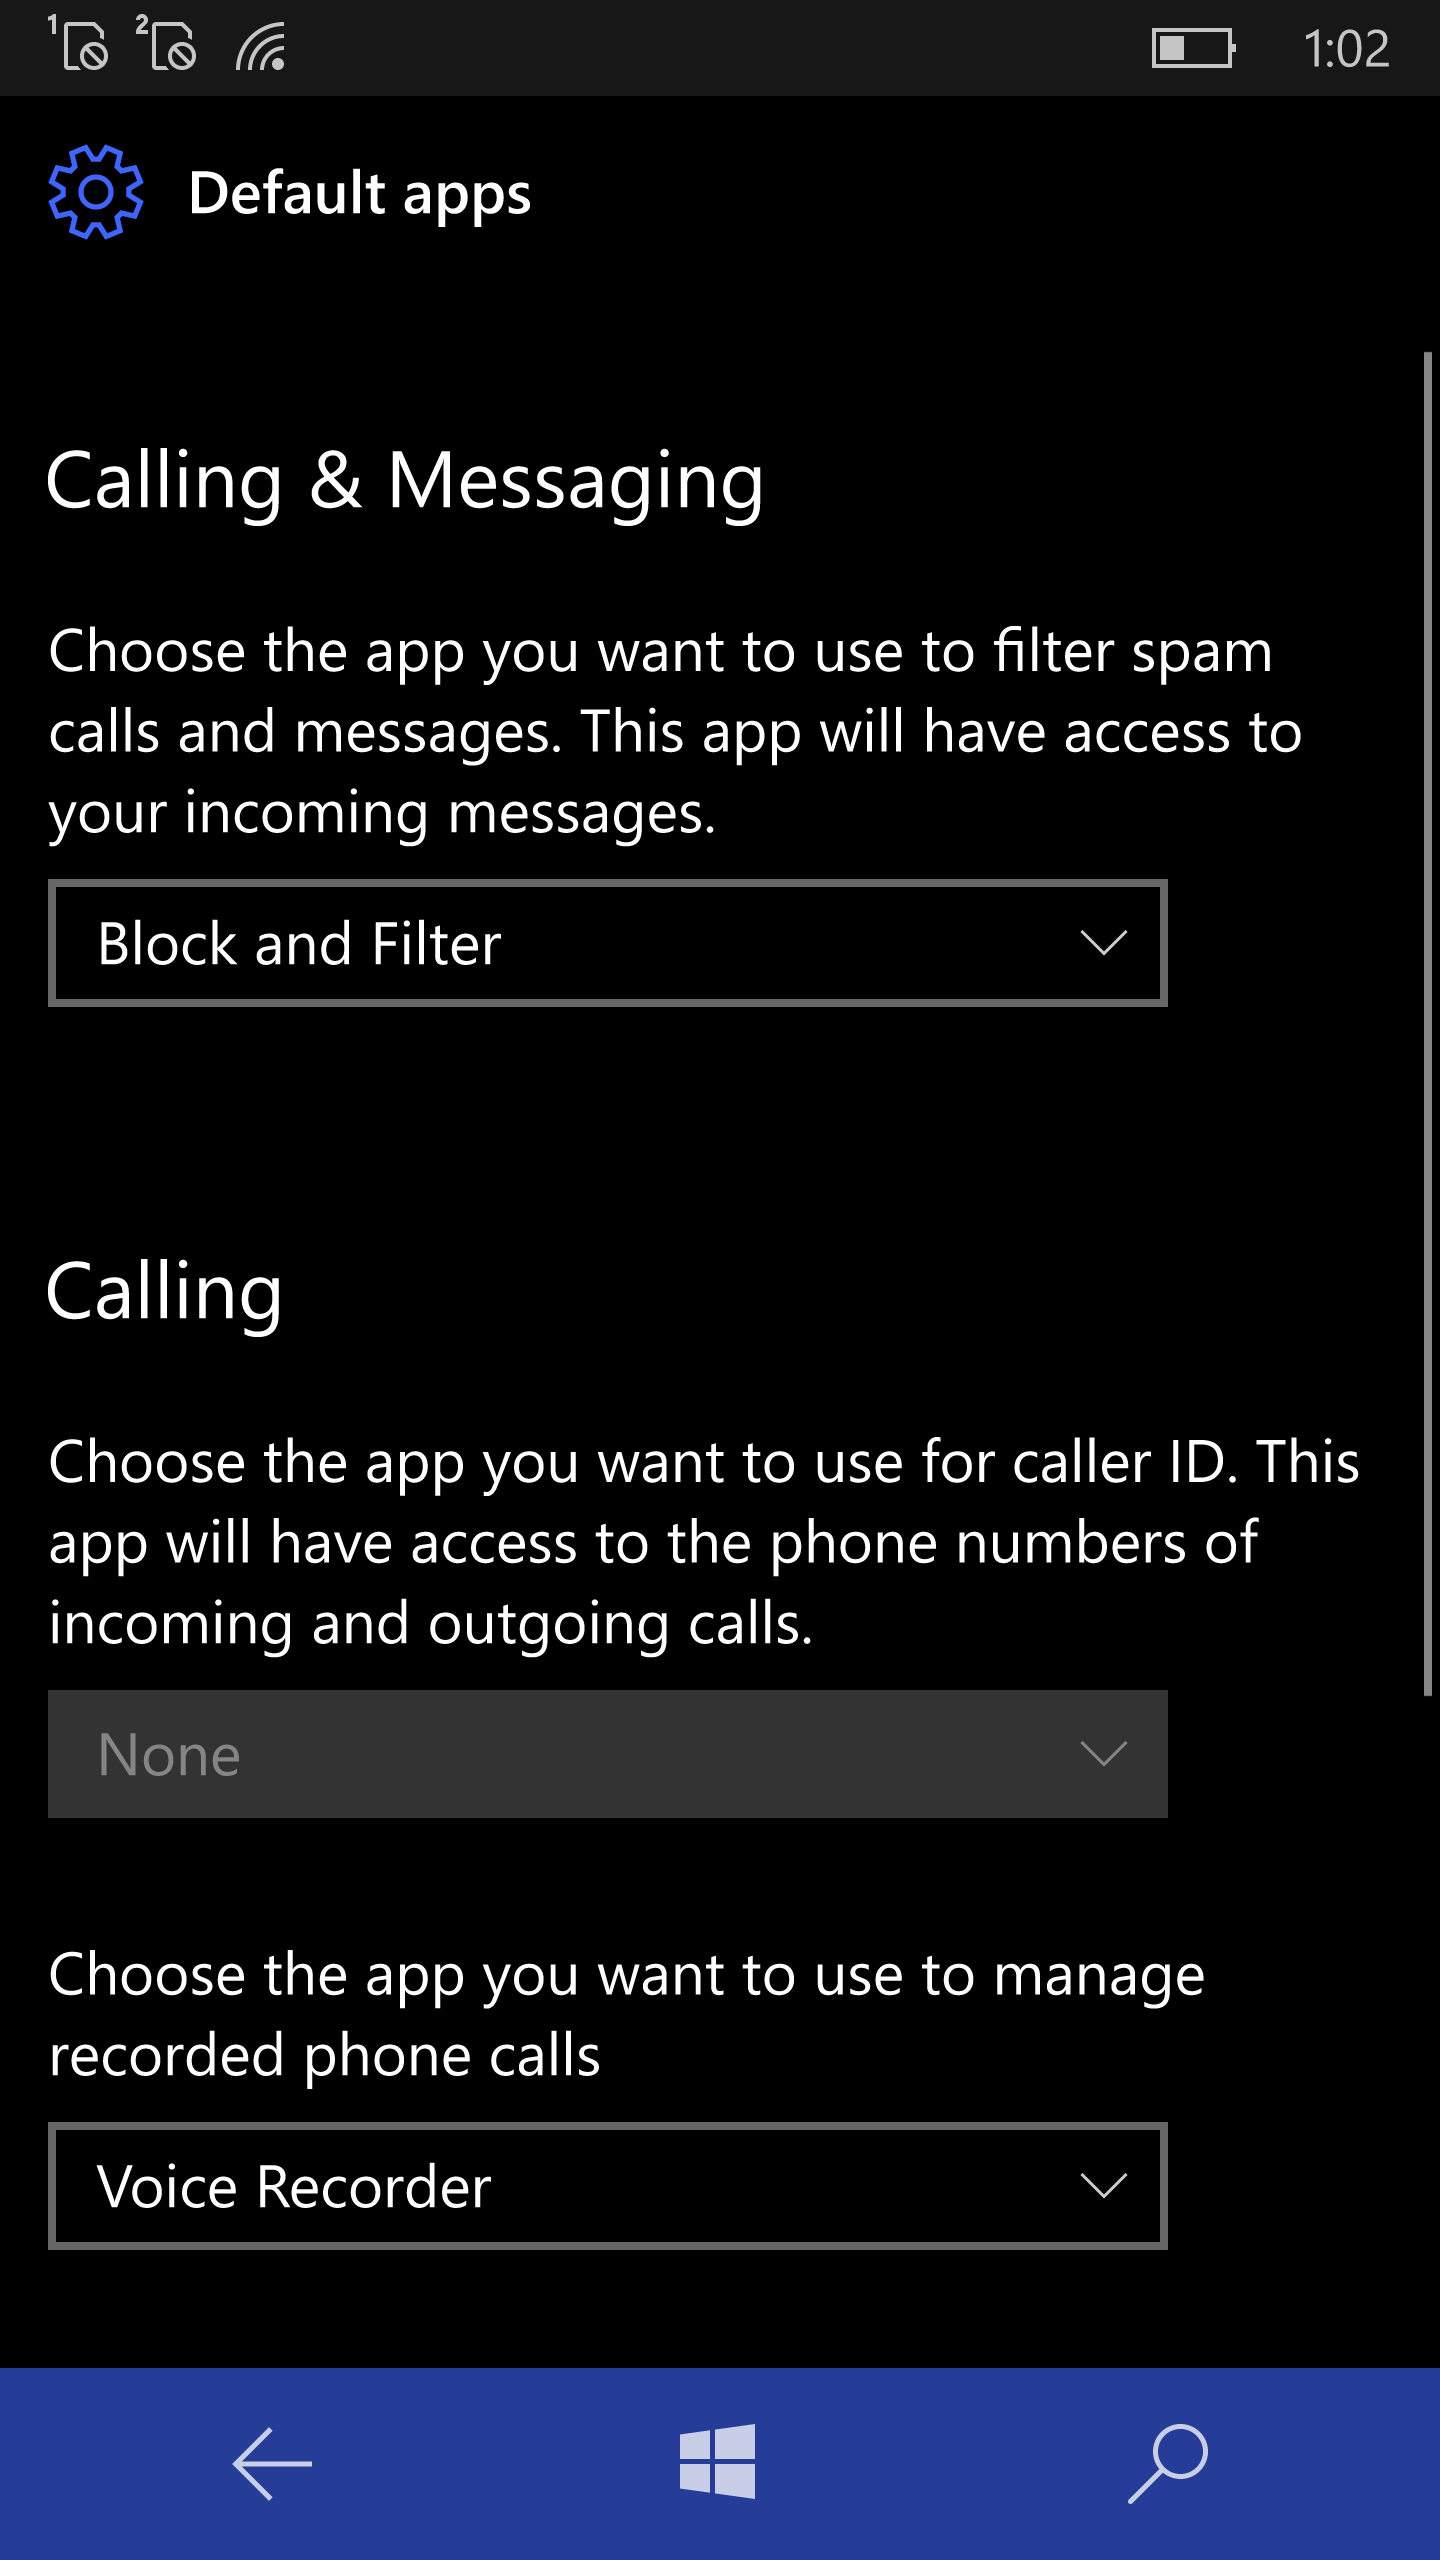 1 2 1:02
Default apps
Calling & Messaging
Choose the app you want to use to filter spam
calls and messages. This app will have access to
your incoming messages.
Block and Filter
Calling
Choose the app you want to use for caller ID. This
app will have access to the phone numbers of
incoming and outgoing calls.
None
Choose the app you want to use to manage
recorded phone calls
Voice Recorder